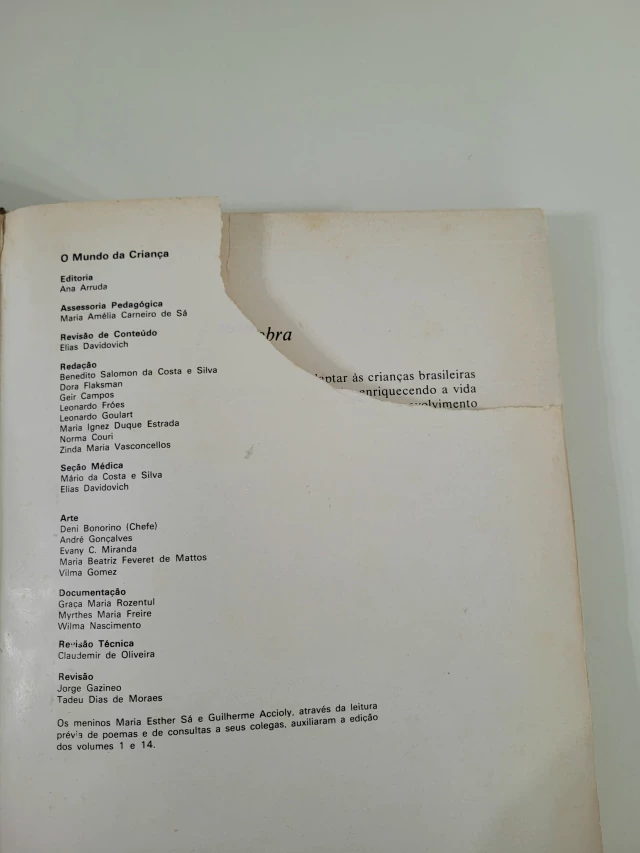 O Mundo da Criança
Editoria
Ana Arruda
Assessoria Pedagógica
Maria Amélia Carneiro de Sá
Revisão de Conteúdo
Elias Davidovich
Redação
Benedito Salomon da Costa e Silva
Dora Flaksman
Geir Campos
Leonardo Fróes
Leonardo Goulart
Maria Ignez Duque Estrada
Norma Couri
Zinda Maria Vasconcellos
Seção Médica
Mário da Costa e Silva
Elias Davidovich
Arte
Deni Bonorino (Chefe)
André Gonçalves
Evany C. Miranda
Maria Beatriz Feveret de Mattos
Vilma Gomez
Documentação
Graça Maria Rozentul
Myrthes Maria Freire
Wilma Nascimento
Revisão Técnica
Claudemir de Oliveira
Revisão
Jorge Gazineo
Tadeu Dias de Moraes
Os meninos Maria Esther Sá e Guilherme Accioly, através da leitura
prévia de poemas e de consultas a seus colegas, auxiliaram a edição
dos volumes 1 e 14.
obra
às crianças brasileiras
enriquecendo a vida